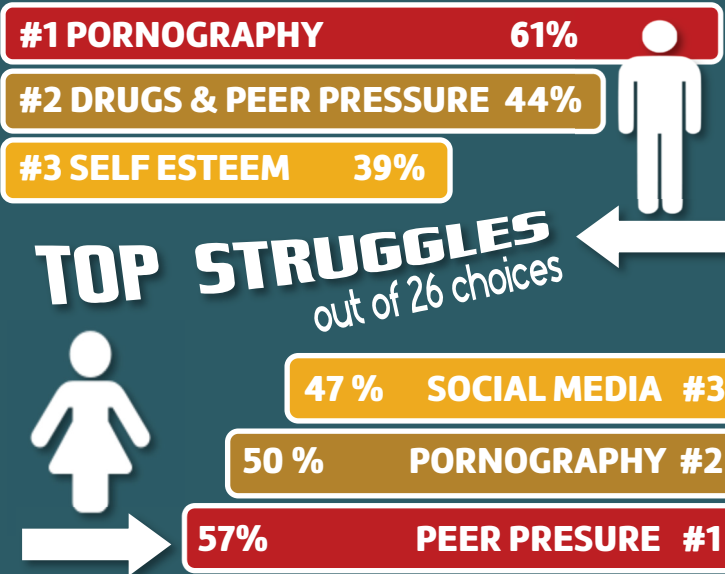 #1 PORNOGRAPHY 61%
#2 DRUGS & PEER PRESSURE 44%
#3 SELF ESTEEM 39%
TOP STRUGGLES
out of 26 choices
47 % SOCIAL MEDIA #3
50 % PORNOGRAPHY #2
57% PEER PRESURE #1